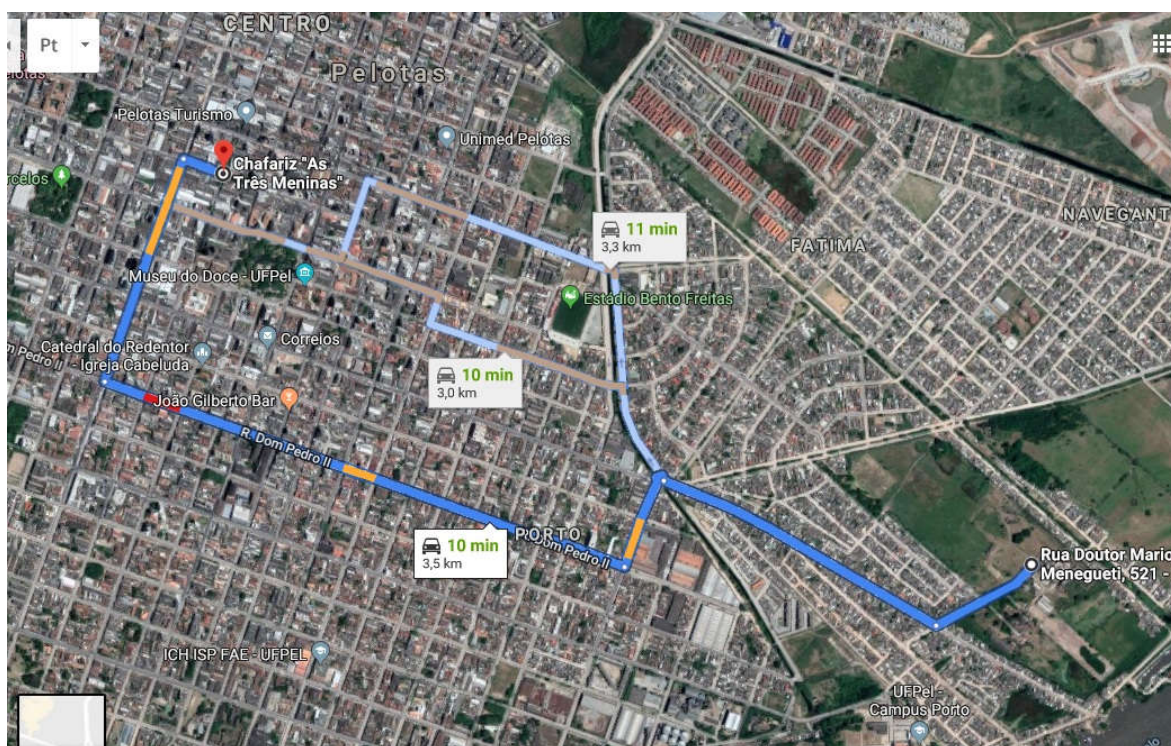 CENTRO
Pt
Pelotas
elotas
Pelotas Turismo
Unimed Pelotas
Chafariz "As
Três Meninas"
rcelos
NAVEGANT
11 min
3,3 km
FATIMA
Museu do Doce - UFPel
Estádio Bento Freitas
Correios
Catedral do Redentor
- Igreja Cabeluda
om Pedro II
10 min
3,0 km
João Gilberto Bar
R. Dom Pedro II
PORTO
10 min
3,5 km
Dom Pedro II
Rua Doutor Mario
Menegueti, 521 -
ICH ISP FAE - UFPEL
UFPel -
Campus Porto